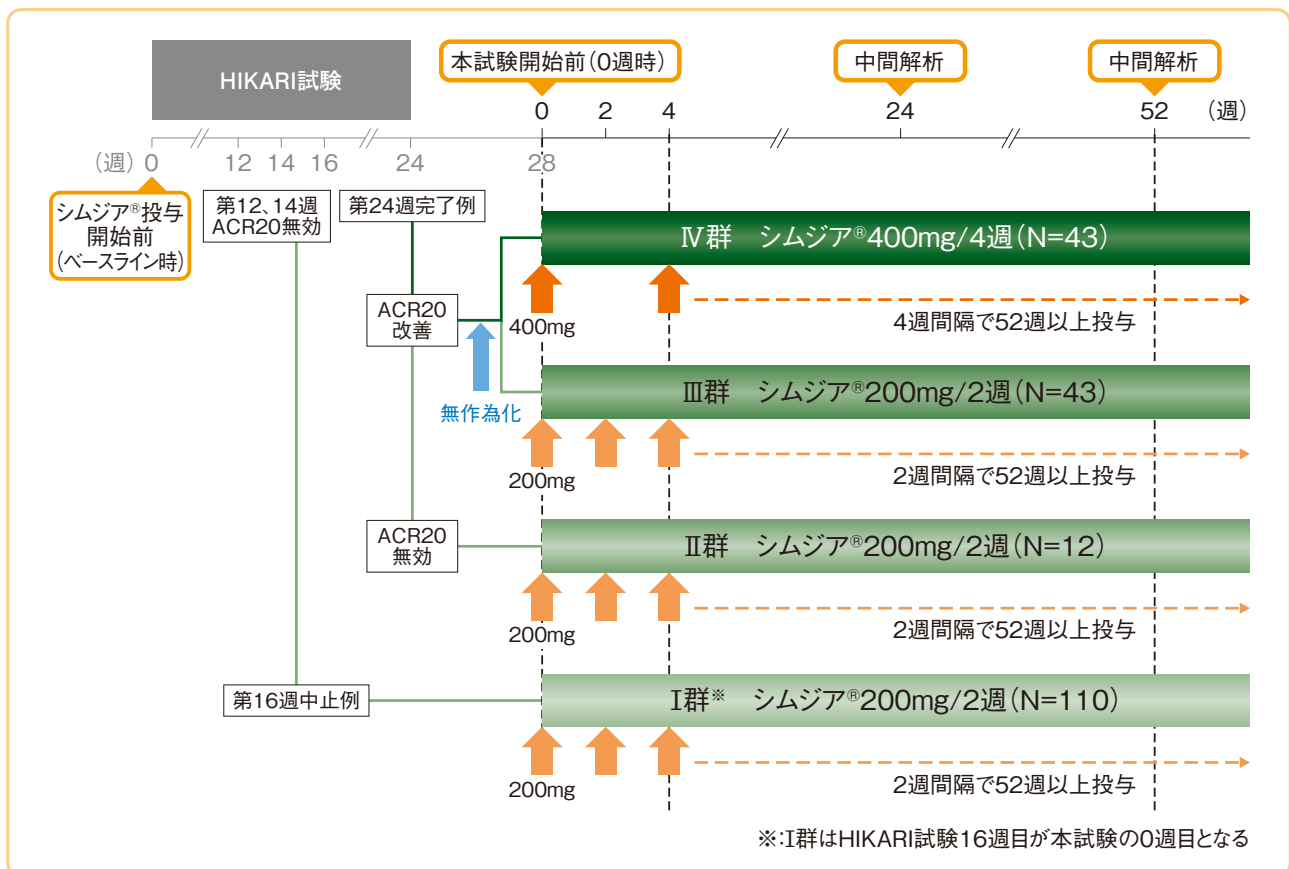 HIKARI試験
本試験開始前(0週時)
中間解析
中間解析
0
2
4
24
52
(週)
(週)
0
12
14
16
24
28
シムジア®投与
開始前
(ベースライン時)
第12、14週
ACR20無効
第24週完了例
Ⅳ群 シムジア®400mg/4週(N=43)
ACR20
改善
400mg
4週間隔で52週以上投与
無作為化
Ⅲ群 シムジア®200mg/2週(N=43)
200mg
2週間隔で52週以上投与
ACR20
無効
Ⅱ群 シムジア®200mg/2週(N=12)
200mg
2週間隔で52週以上投与
第16週中止例
Ⅰ群※ シムジア®200mg/2週(N=110)
200mg
2週間隔で52週以上投与
※:Ⅰ群はHIKARI試験16週目が本試験の0週目となる